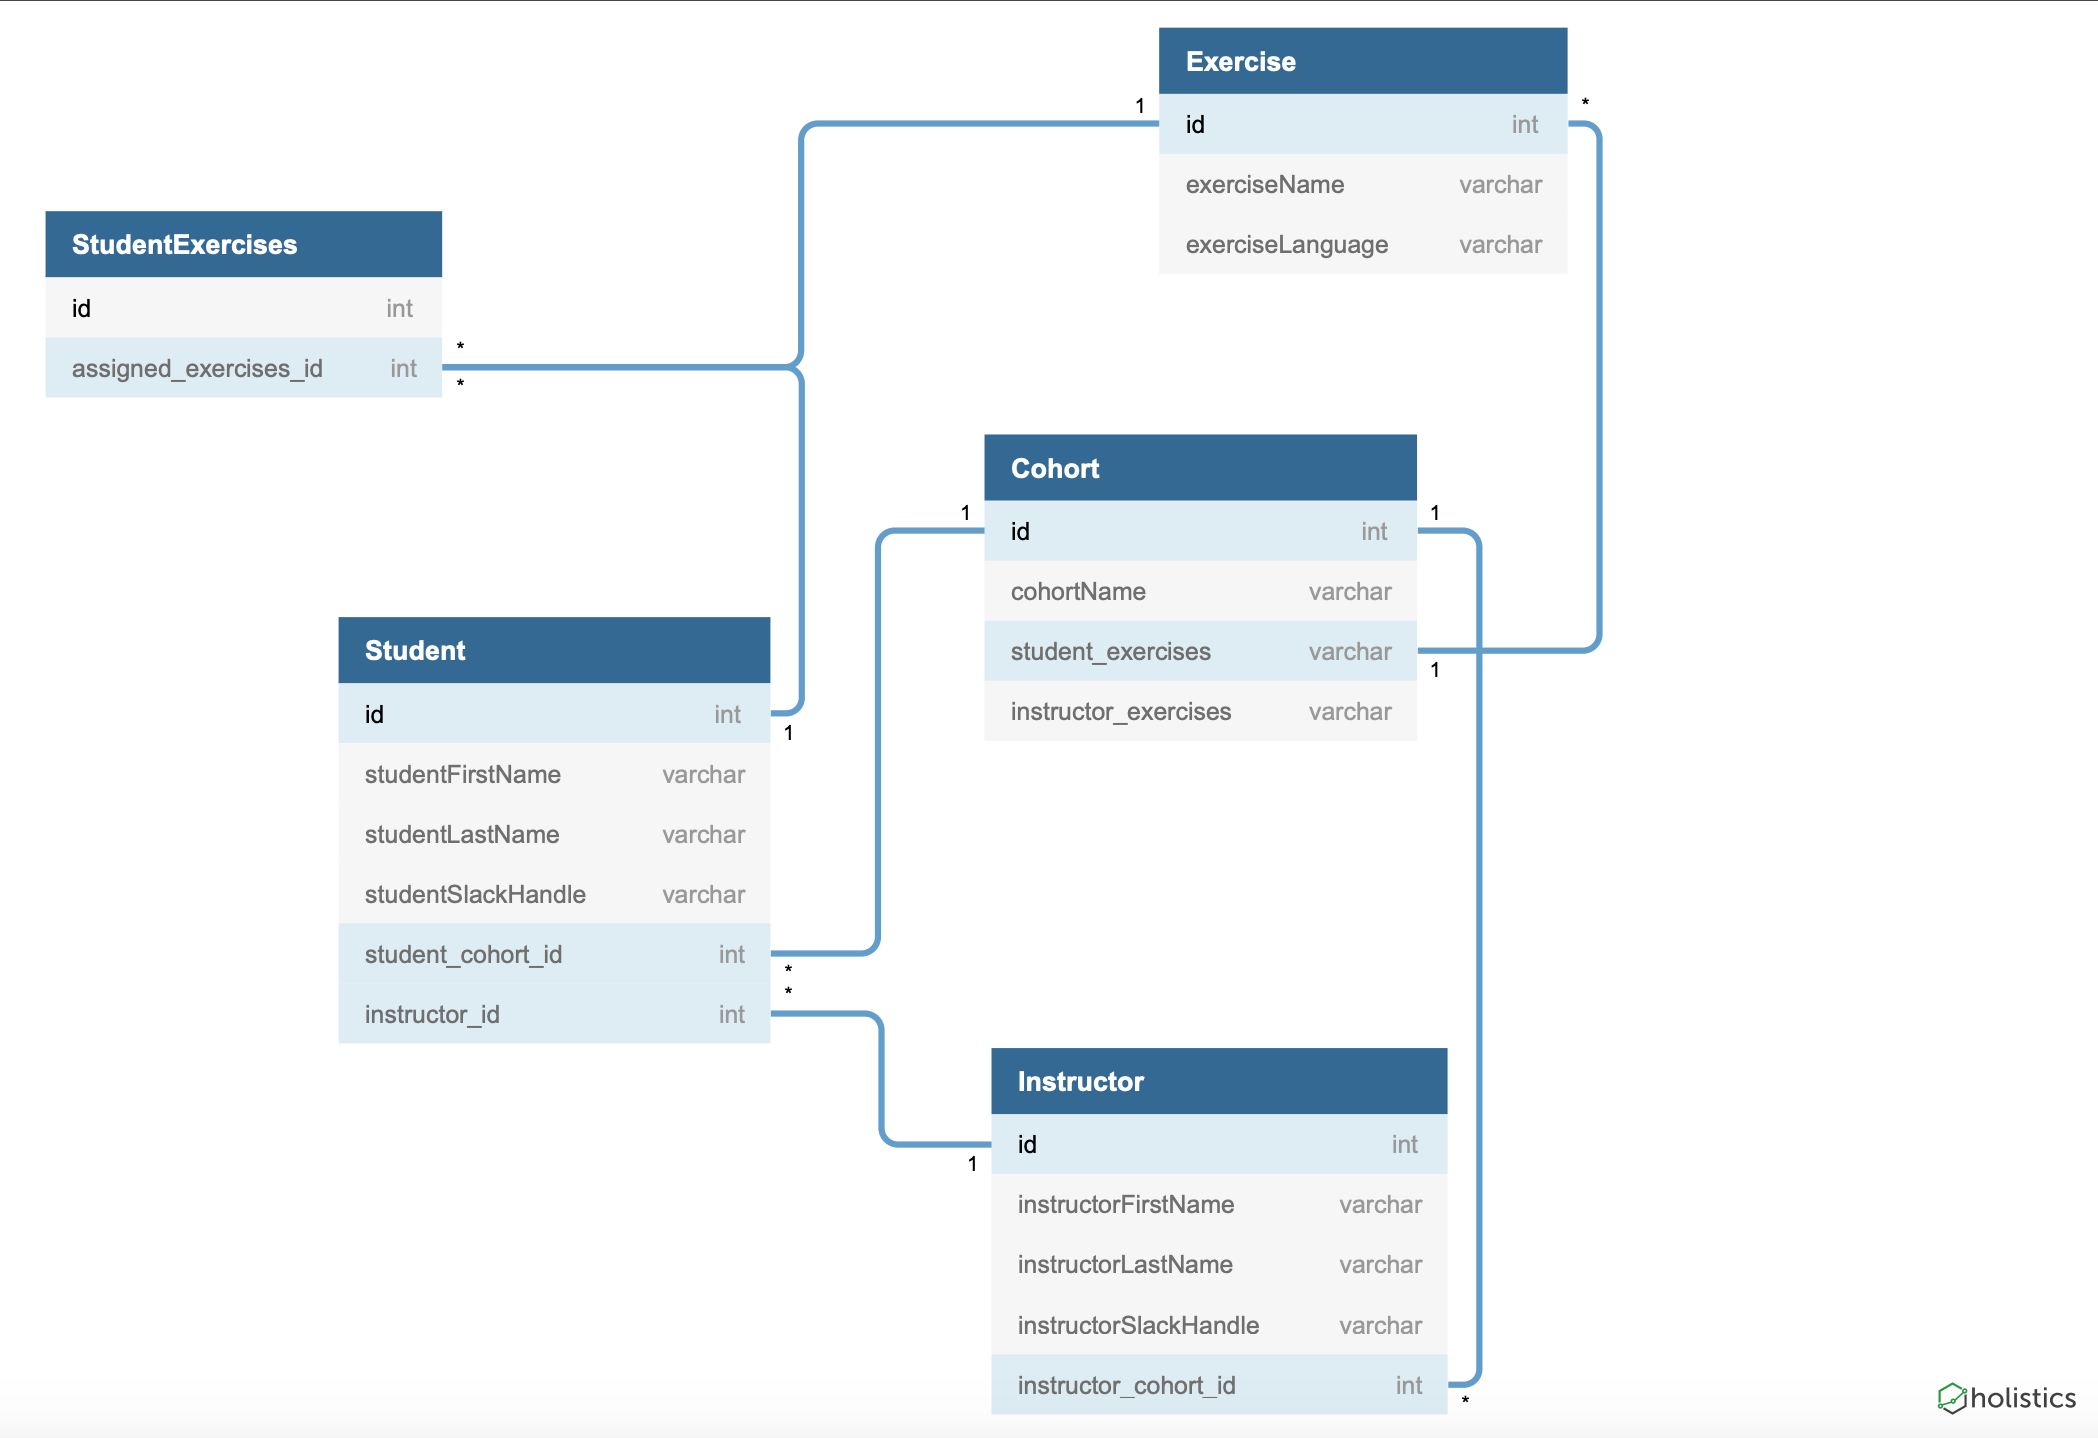 Exercise
id int
exerciseName varchar
exerciseLanguage varchar
1
*
StudentExercises
id int
assigned_exercises_id int
*
*
Cohort
id int
cohortName varchar
student_exercises varchar
instructor_exercises varchar
1
1
1
Student
id int
studentFirstName varchar
studentLastName varchar
studentSlackHandle varchar
student_cohort_id int
instructor_id int
1
*
*
Instructor
id int
instructorFirstName varchar
instructorLastName varchar
instructorSlackHandle varchar
instructor_cohort_id int
1
*
holistics